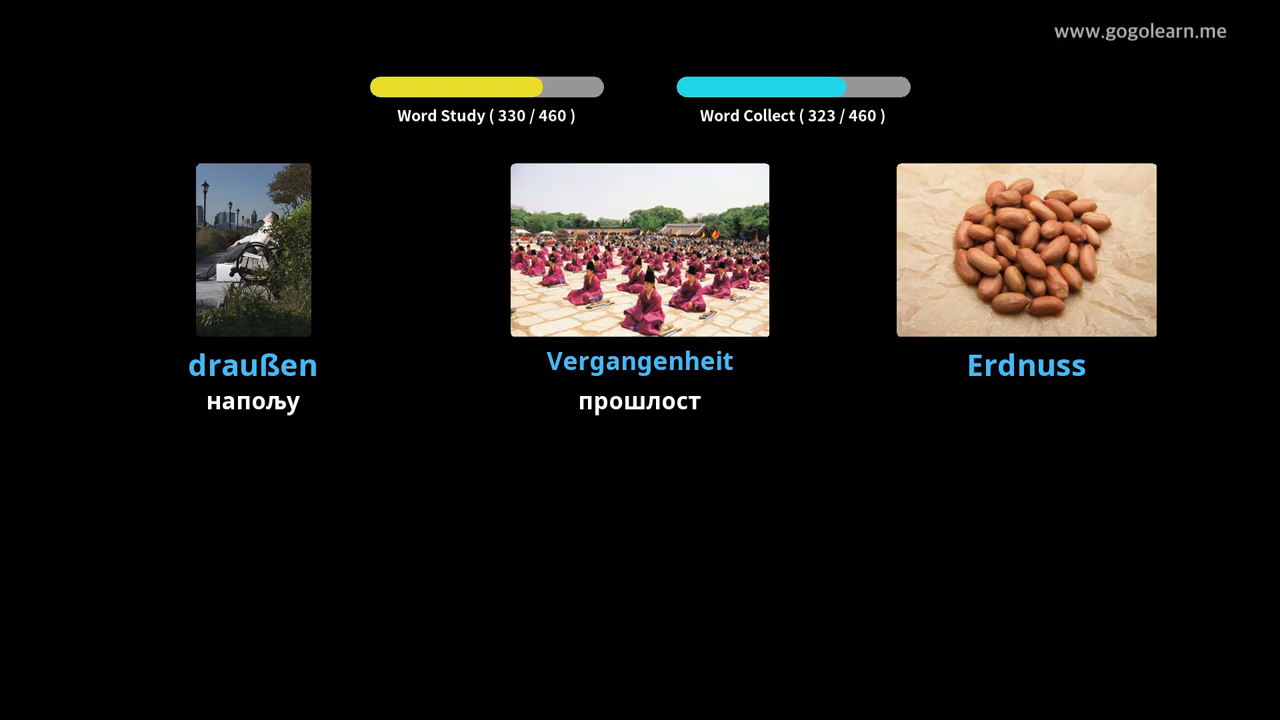 www.gogolearn.me
Word Study ( 330 / 460 )
Word Collect ( 323 / 460 )
draußen
Vergangenheit
Erdnuss
напољу
прошлост